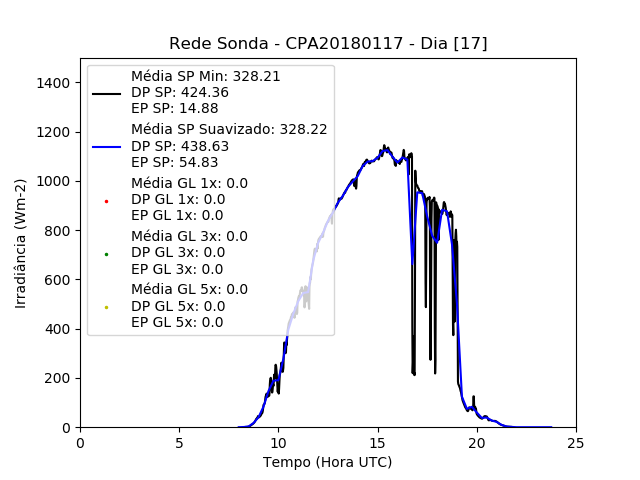 Rede Sonda - CPA20180117 - Dia [17]
Média SP Min: 328.21
DP SP: 424.36
EP SP: 14.88
Média SP Suavizado: 328.22
DP SP: 438.63
EP SP: 54.83
Média GL 1x: 0.0
DP GL 1x: 0.0
EP GL 1x: 0.0
Média GL 3x: 0.0
DP GL 3x: 0.0
EP GL 3x: 0.0
Média GL 5x: 0.0
DP GL 5x: 0.0
EP GL 5x: 0.0
Irradiância (Wm-2)
1400
1200
1000
800
600
400
200
0
0 5 10 15 20 25
Tempo (Hora UTC)